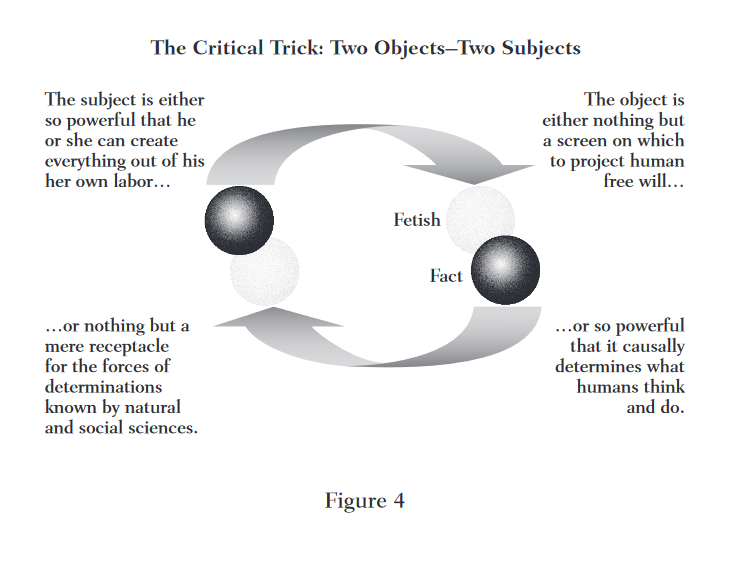 The Critical Trick: Two Objects–Two Subjects
The subject is either
so powerful that he
or she can create
everything out of his
her own labor…
The object is
either nothing but
a screen on which
to project human
free will…
Fetish
Fact
…or nothing but a
mere receptacle
for the forces of
determinations
known by natural
and social sciences.
…or so powerful
that it causally
determines what
humans think
and do.
Figure 4